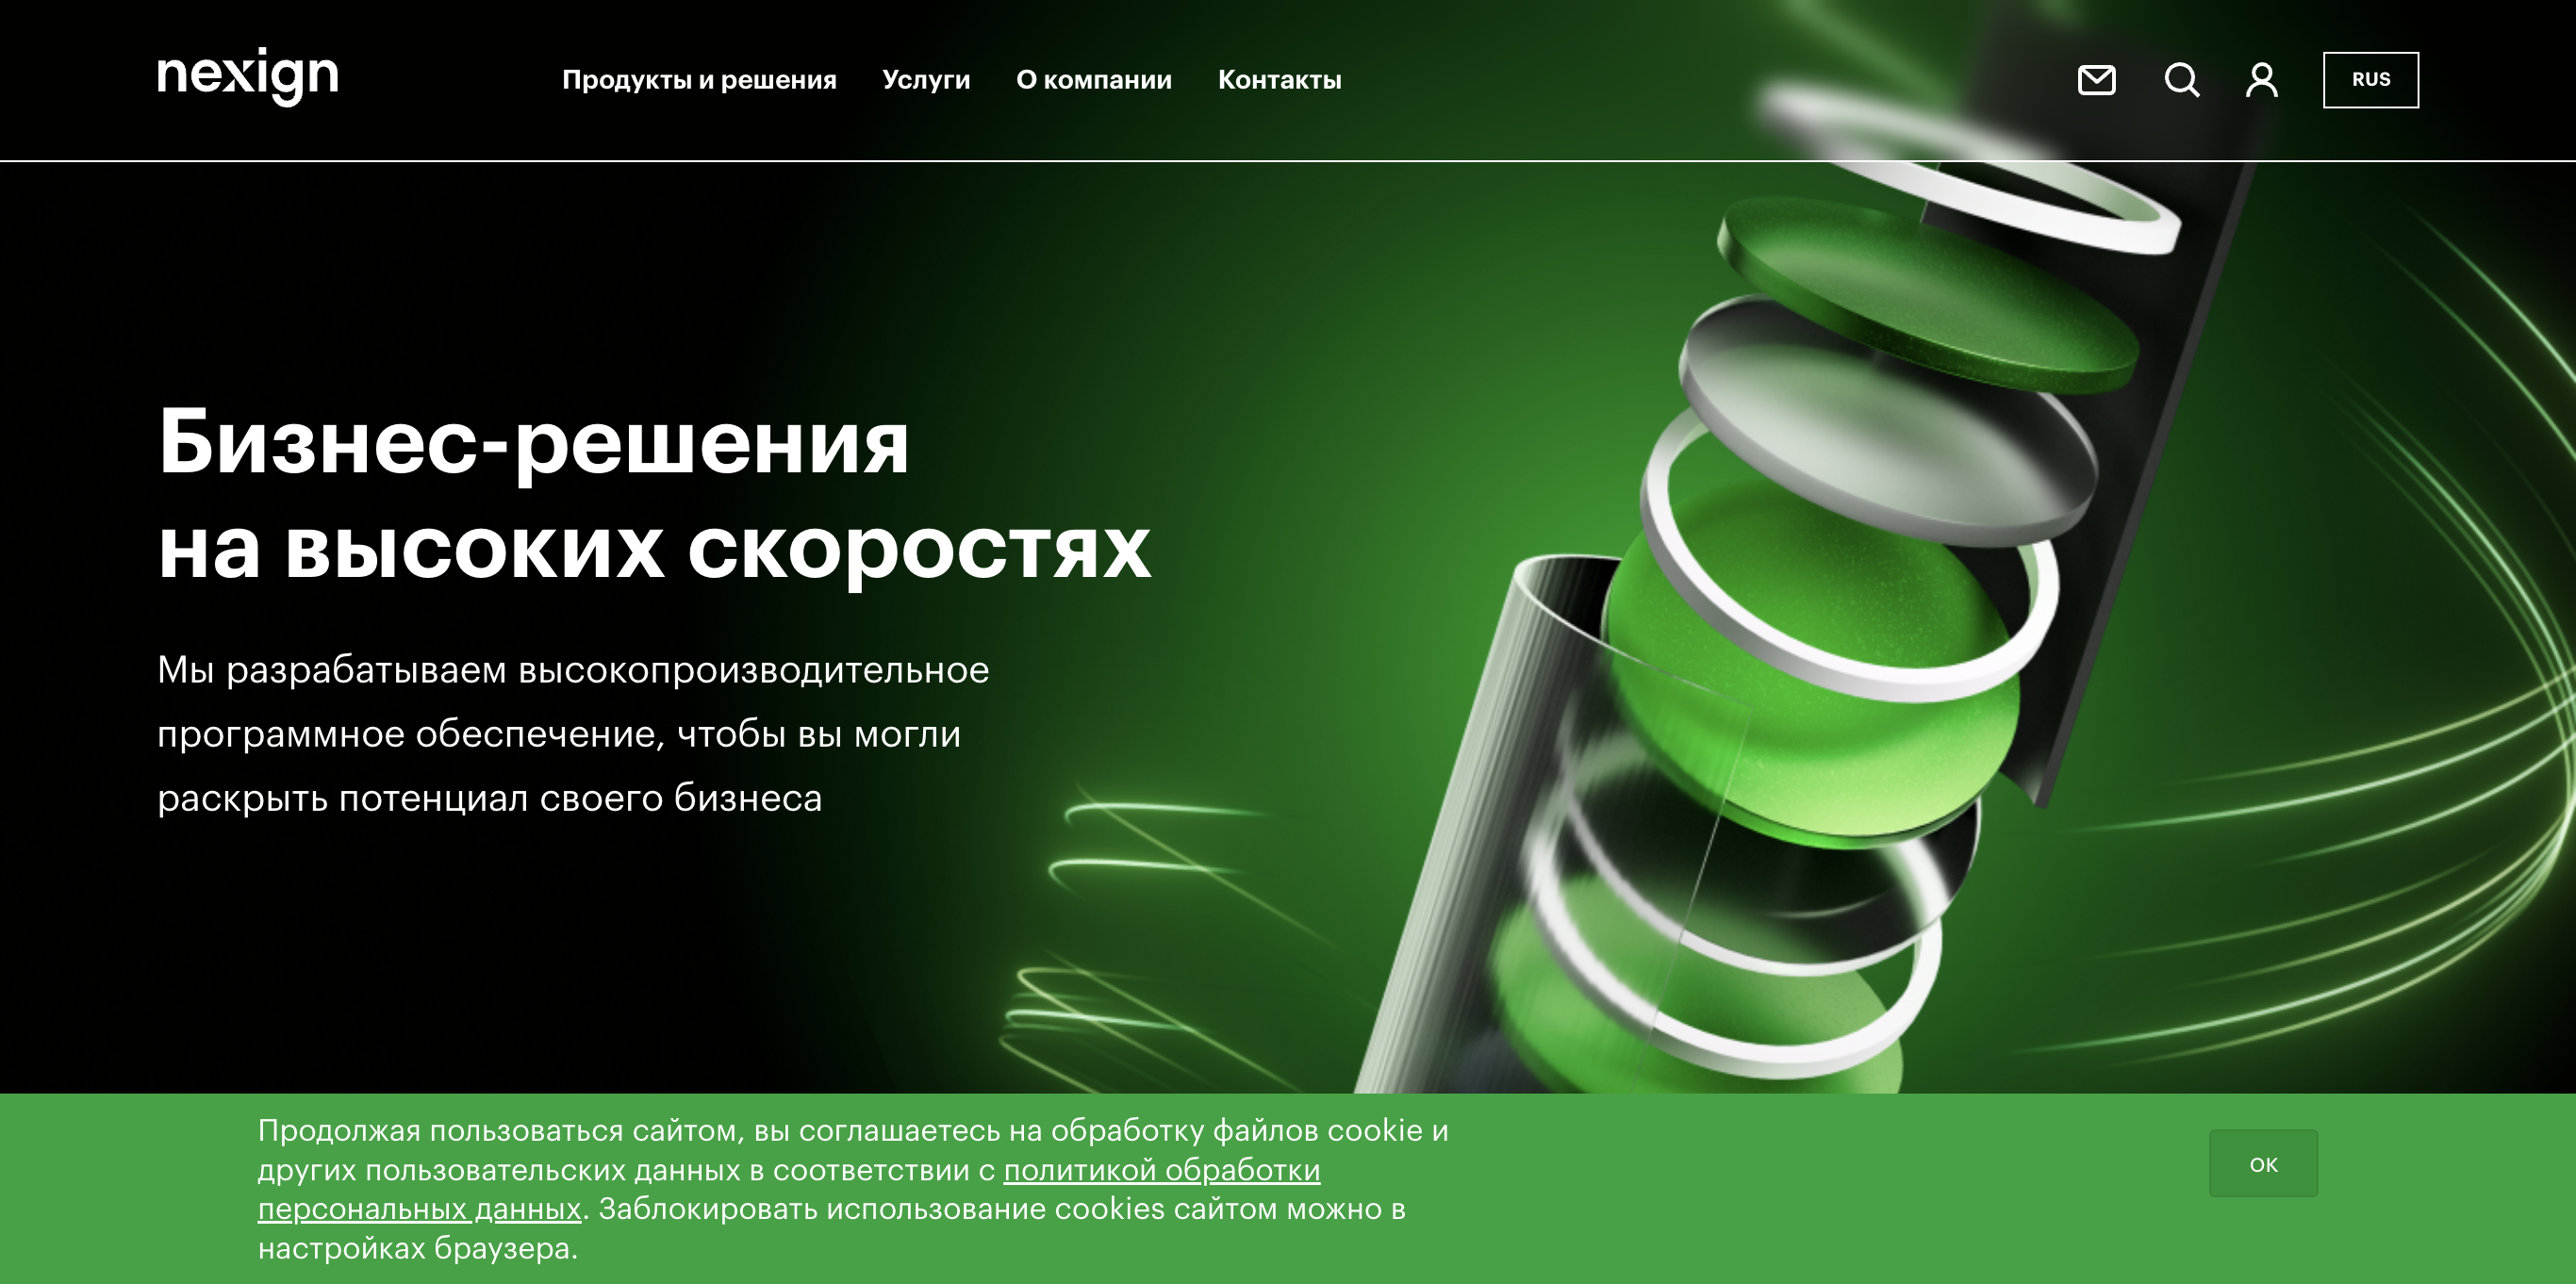 nexign
Продукты и решения
Услуги
О компании
Контакты
RUS
Бизнес-решения
на высоких скоростях
Мы разрабатываем высокопроизводительное
программное обеспечение, чтобы вы могли
раскрыть потенциал своего бизнеса
Продолжая пользоваться сайтом, вы соглашаетесь на обработку файлов cookie и
других пользовательских данных в соответствии с политикой обработки
персональных данных. Заблокировать использование cookies сайтом можно в
настройках браузера.
ОК